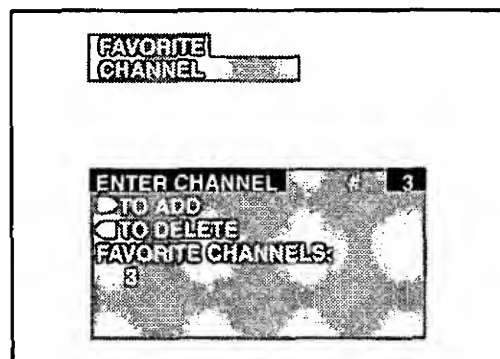 FAVORITE
CHANNEL
ENTER CHANNEL # 3
TO ADD
TO DELETE
FAVORITE CHANNELS:
3